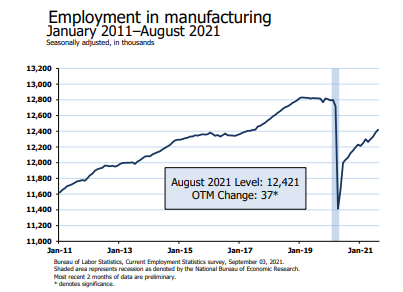 Employment in manufacturing
January 2011–August 2021
Seasonally adjusted, in thousands
13,200
13,000
12,800
12,600
12,400
12,200
12,000
11,800
11,600
11,400
11,200
11,000
August 2021 Level: 12,421
OTM Change: 37*
Jan-11 Jan-13 Jan-15 Jan-17 Jan-19 Jan-21
Bureau of Labor Statistics, Current Employment Statistics survey, September 03, 2021.
Shaded area represents recession as denoted by the National Bureau of Economic Research.
Most recent 2 months of data are preliminary.
* denotes significance.